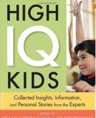 HIGH
IQ
KIDS
Collected Insights, Information,
and Personal Stories from the Experts